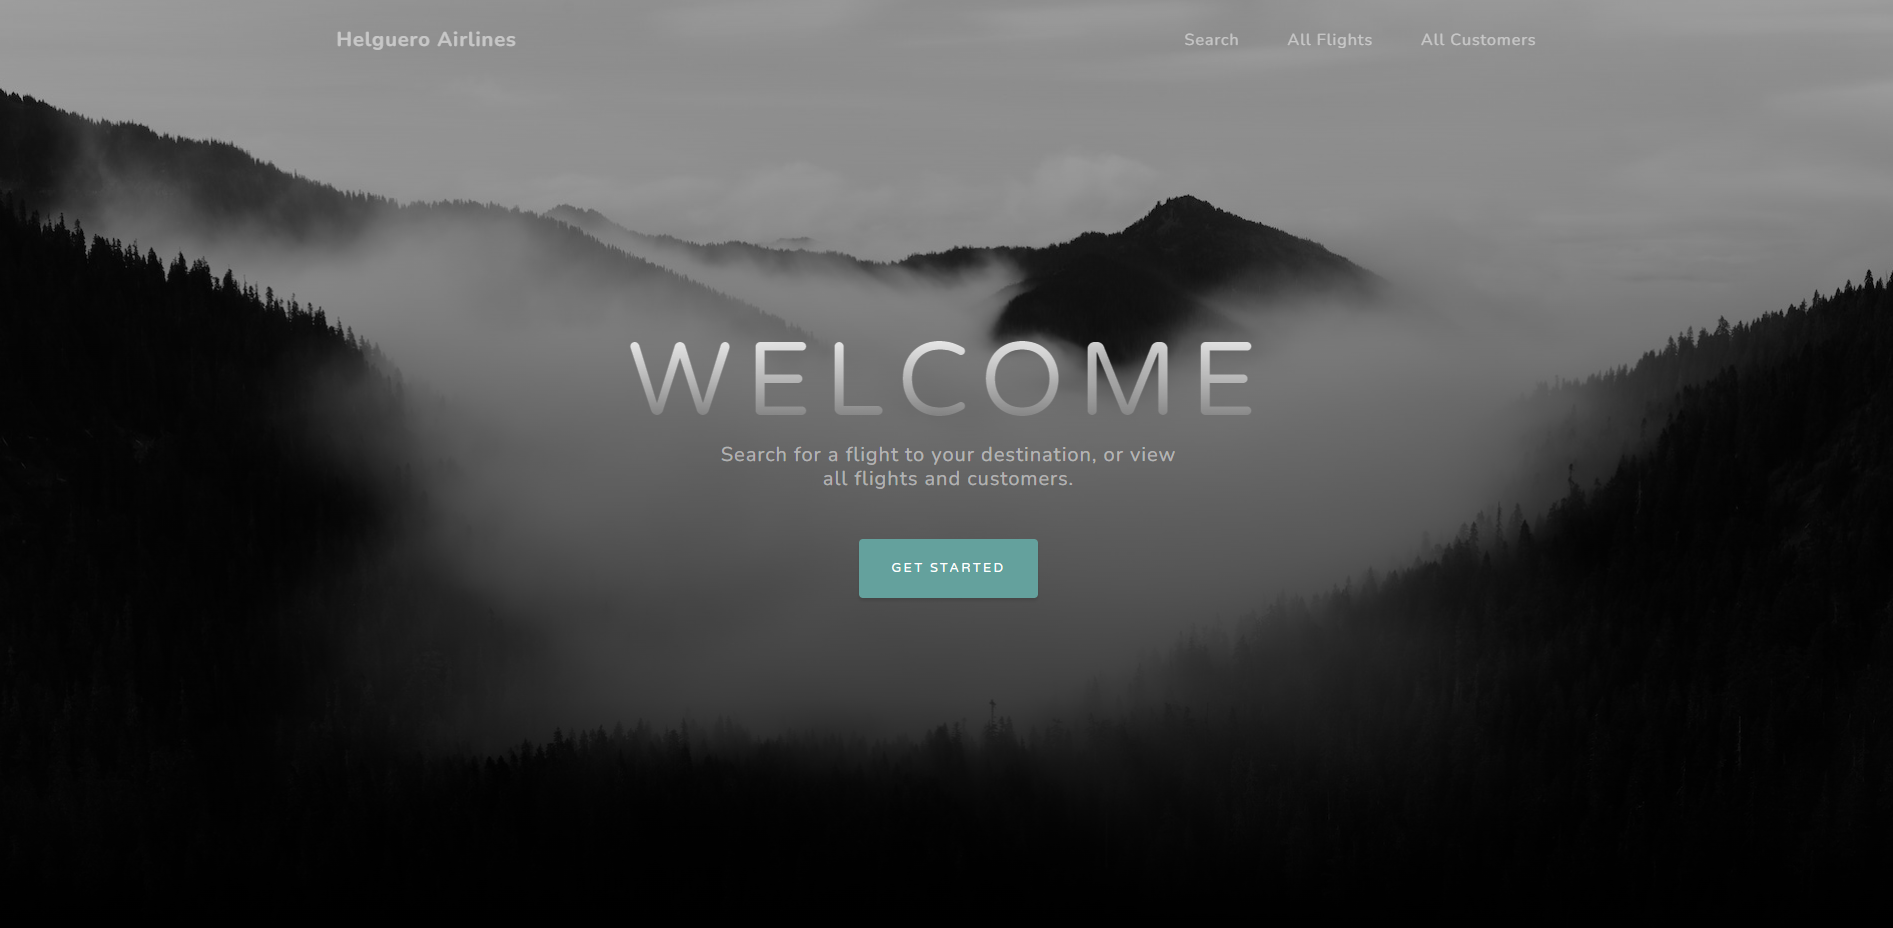 Helguero Airlines
Search All Flights All Customers
WELCOME
Search for a flight to your destination, or view
all flights and customers.
GET STARTED